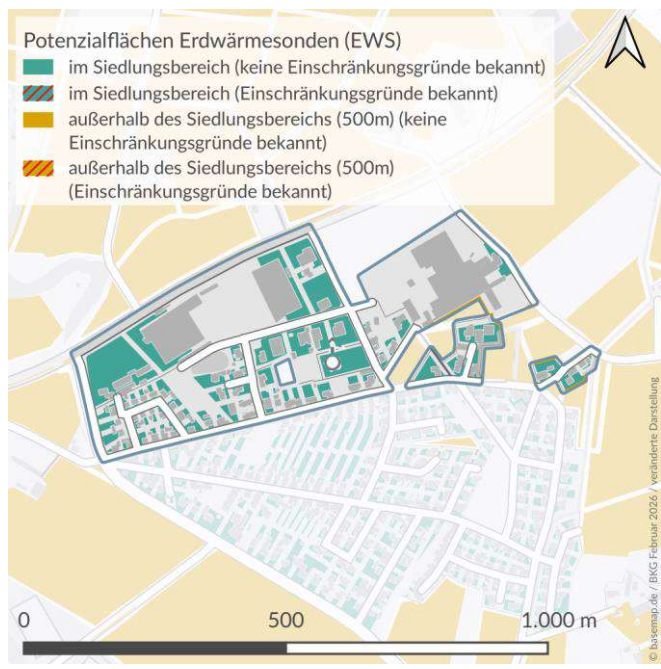 Potenzialflächen Erdwärmesonden (EWS)
im Siedlungsbereich (keine Einschränkungsgründe bekannt)
im Siedlungsbereich (Einschränkungsgründe bekannt)
außerhalb des Siedlungsbereichs (500m) (keine
Einschränkungsgründe bekannt)
außerhalb des Siedlungsbereichs (500m)
(Einschränkungsgründe bekannt)
0 500 1.000 m
© basemap.de / BKG Februar 2026 / veränderte Darstellung